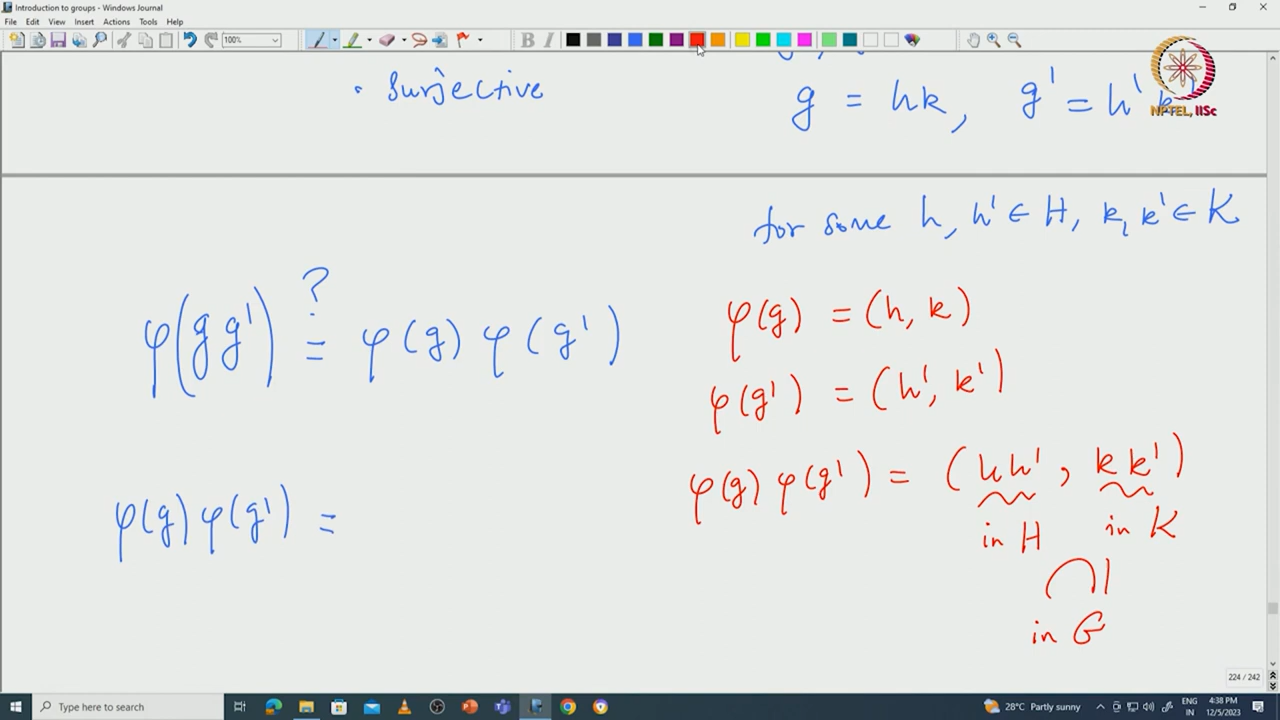 Introduction to groups - Windows Journal
File Edit View Insert Actions Tools Help
100%
B I
NPTEL, IISc
• Surjective
g = hk, g' = h'
for some h, h' ∈ H, k, k' ∈ K
?
φ(gg') = φ(g) φ(g')
φ(g) = (h, k)
φ(g') = (h', k')
φ(g) φ(g') = (hh', kk')
in H in K
in G
φ(g) φ(g') =
224 / 242
Type here to search
28°C Partly sunny
ENG
IN
4:38 PM
12/5/2023